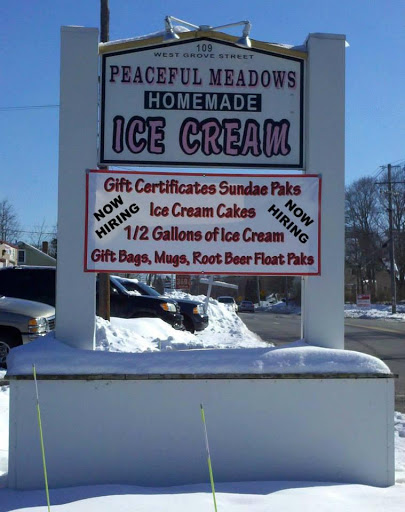 109
WEST GROVE STREET
PEACEFUL MEADOWS
HOMEMADE
ICE CREAM
Gift Certificates Sundae Paks
NOW HIRING
Ice Cream Cakes
NOW HIRING
1/2 Gallons of Ice Cream
Gift Bags, Mugs, Root Beer Float Paks